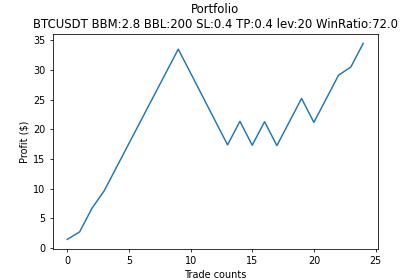 Portfolio
BTCUSDT BBM:2.8 BBL:200 SL:0.4 TP:0.4 lev:20 WinRatio:72.0
35
30
25
20
15
10
5
0
Profit ($)
0 5 10 15 20 25
Trade counts